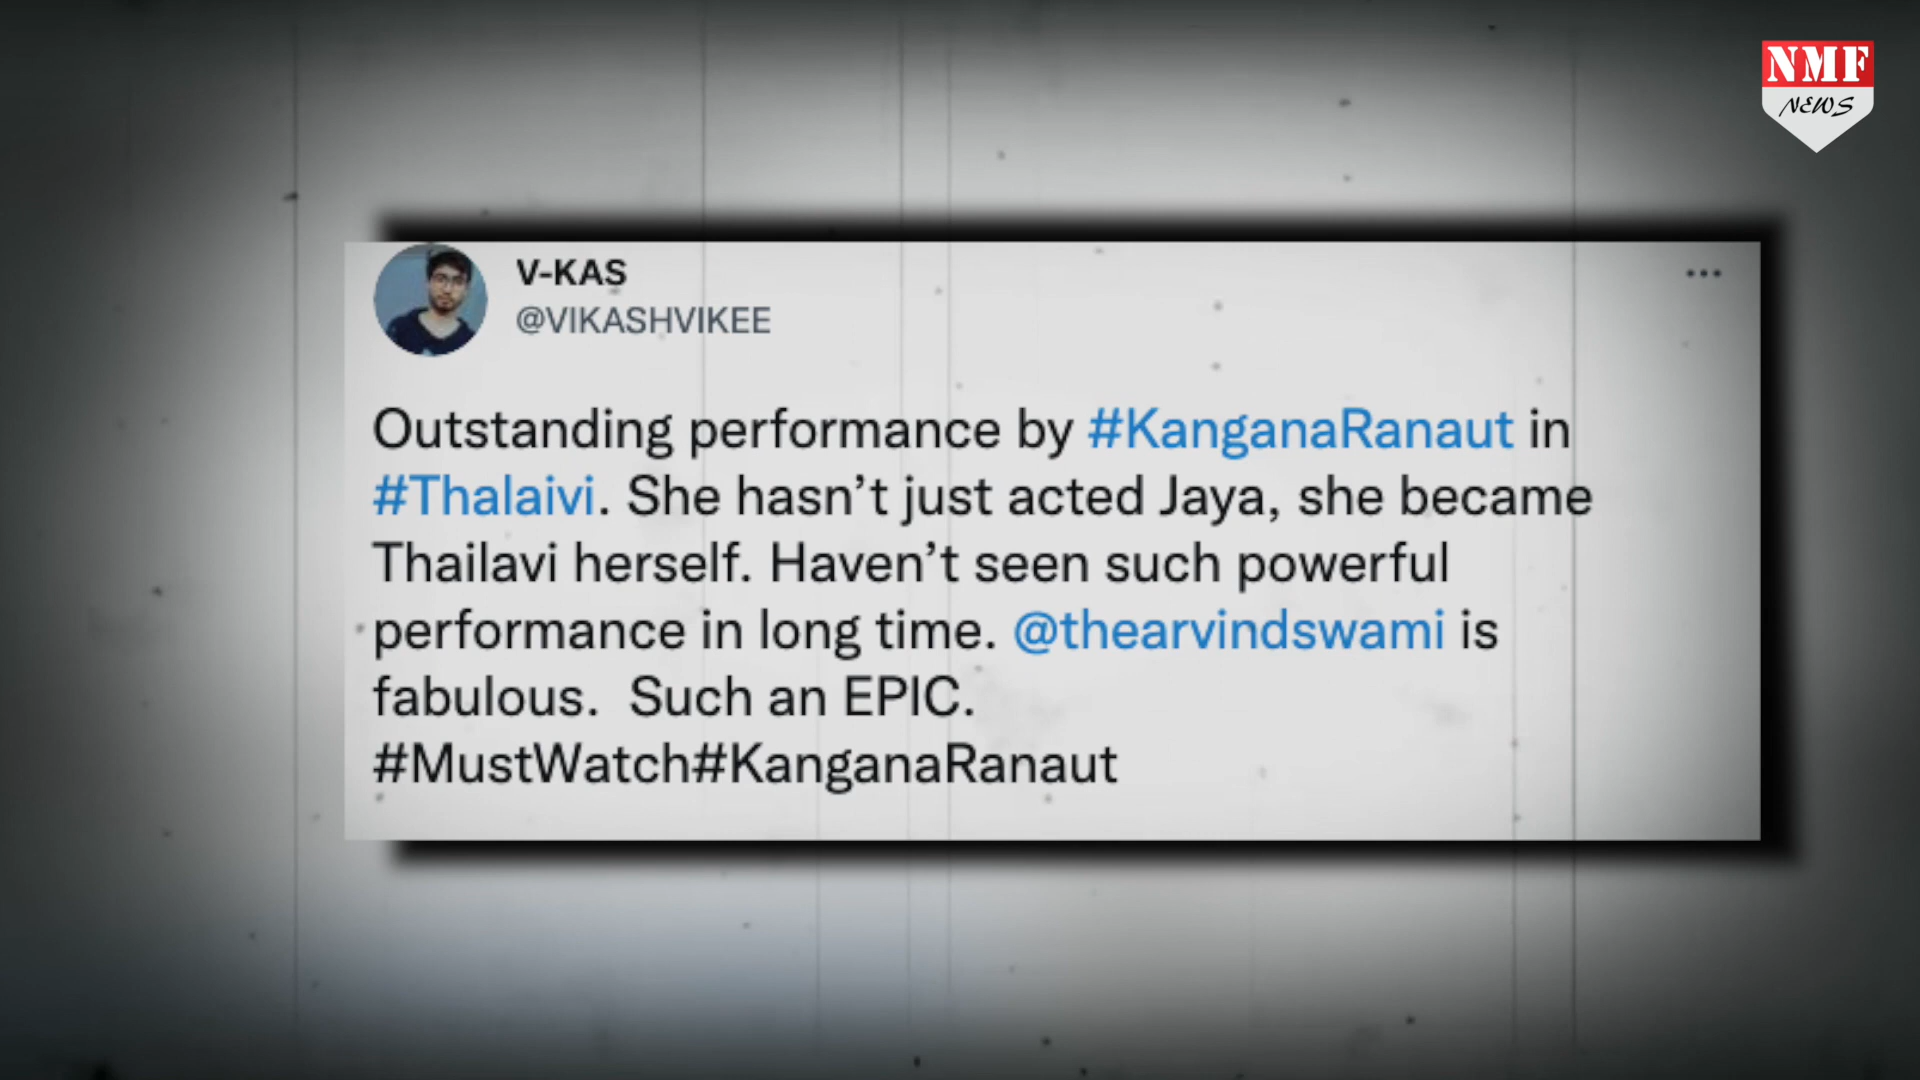 NMF
NEWS
V-KAS
@VIKASHVIKEE
Outstanding performance by #KanganaRanaut in
#Thalaivi. She hasn’t just acted Jaya, she became
Thailavi herself. Haven’t seen such powerful
performance in long time. @thearvindswami is
fabulous.  Such an EPIC.
#MustWatch#KanganaRanaut